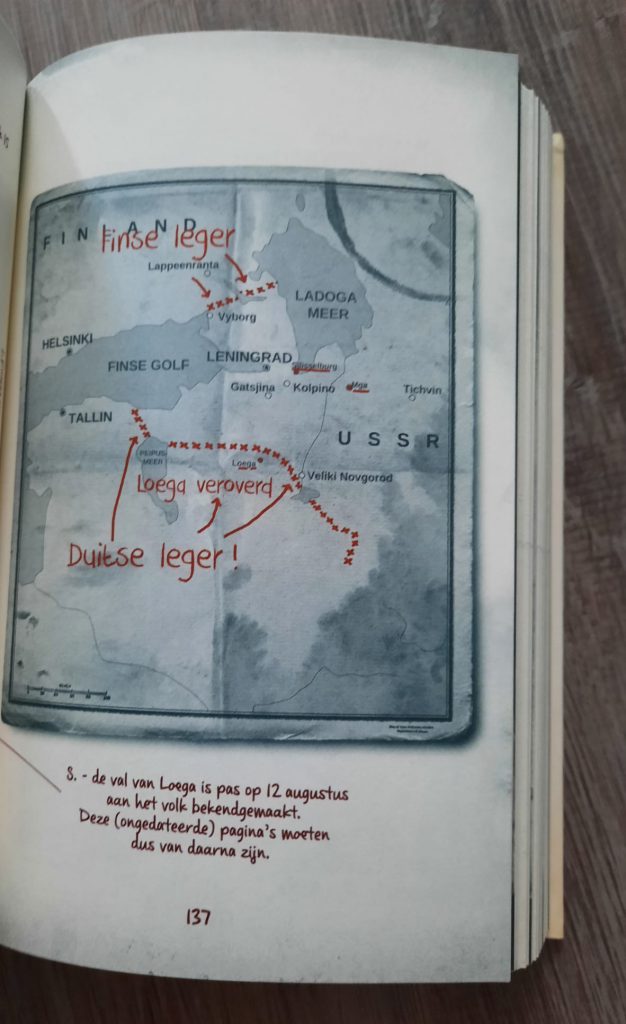 FINLAND
Finse leger
Lappeenranta
LADOGA
MEER
Vyborg
HELSINKI
FINSE GOLF
LENINGRAD
Sjlisselburg
Gatsjina
Kolpino
Mga
Tichvin
TALLIN
USSR
PEIPUS-
MEER
Loega
Veliki Novgorod
Loega veroverd
Duitse leger!
S. - de val van Loega is pas op 12 augustus
aan het volk bekendgemaakt.
Deze (ongedateerde) pagina's moeten
dus van daarna zijn.
137